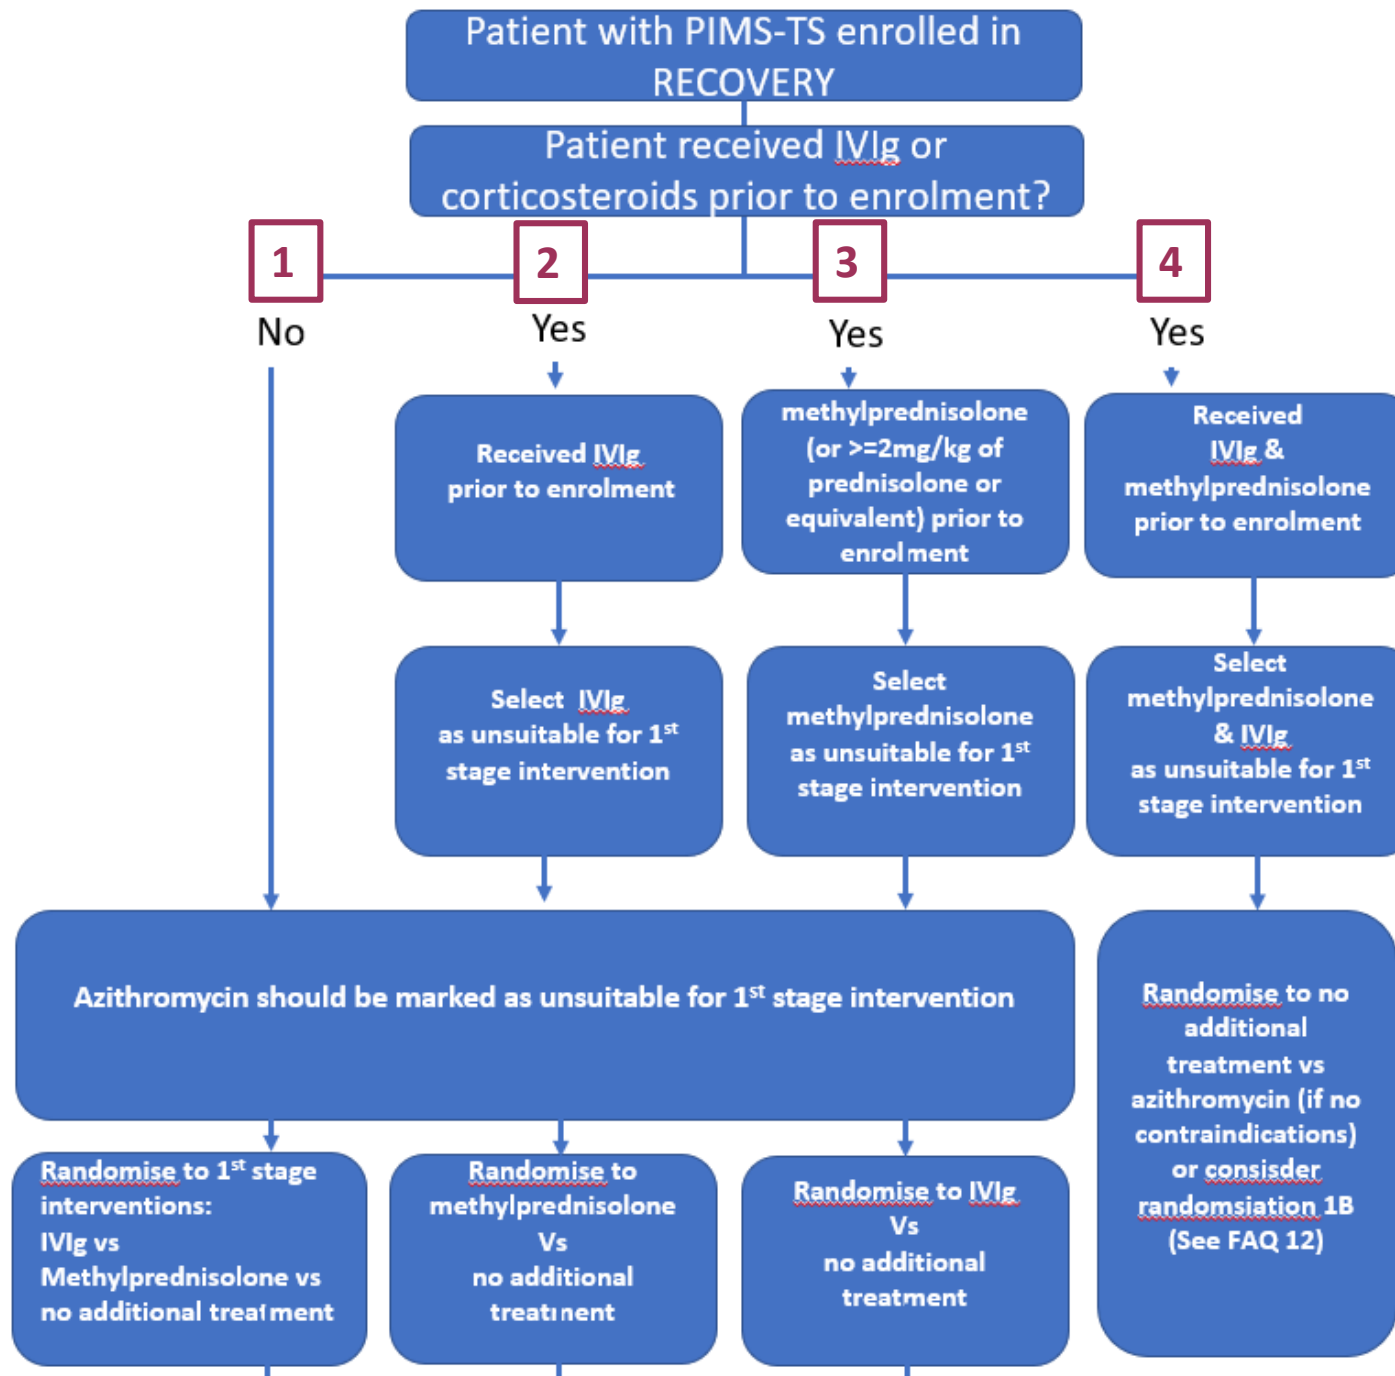 Patient with PIMS-TS enrolled in
RECOVERY
Patient received IVIg or
corticosteroids prior to enrolment?
1
2
3
4
No
Yes
Yes
Yes
Received IVIg
prior to enrolment
methylprednisolone
(or >=2mg/kg of
prednisolone or
equivalent) prior to
enrolment
Received
IVIg &
methylprednisolone
prior to enrolment
Select IVIg
as unsuitable for 1st
stage intervention
Select
methylprednisolone
as unsuitable for 1st
stage intervention
Select
methylprednisolone
& IVIg
as unsuitable for 1st
stage intervention
Azithromycin should be marked as unsuitable for 1st stage intervention
Randomise to 1st stage
interventions:
IVIg vs
Methylprednisolone vs
no additional treatment
Randomise to
methylprednisolone
Vs
no additional
treatment
Randomise to IVIg
Vs
no additional
treatment
Randomise to no
additional
treatment vs
azithromycin (if no
contraindications)
or consisder
randomsiation 1B
(See FAQ 12)